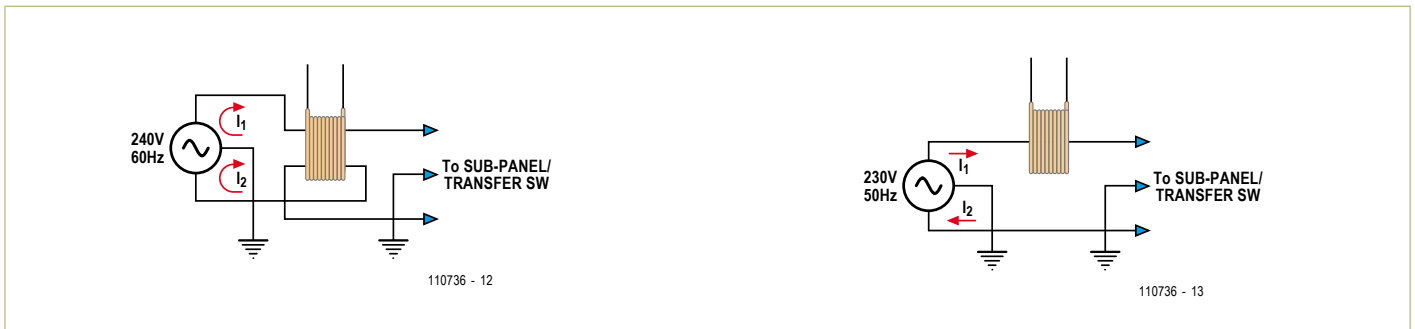 240V
60Hz
I1
I2
To SUB-PANEL/
TRANSFER SW
110736 - 12
230V
50Hz
I1
I2
To SUB-PANEL/
TRANSFER SW
110736 - 13